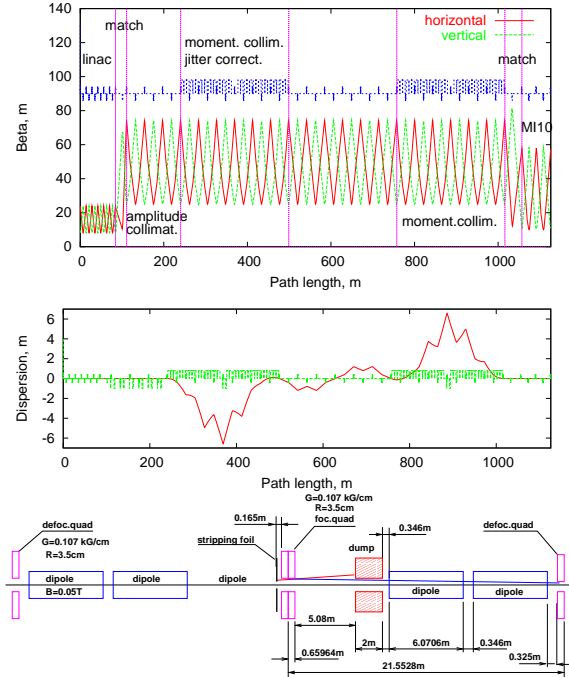 match
moment. collim.
jitter correct.
horizontal
vertical
linac
match
MI10
amplitude
collimat.
moment.collim.
Beta, m
140
120
100
80
60
40
20
0
0 200 400 600 800 1000
Path length, m
Dispersion, m
6
4
2
0
-2
-4
-6
0 200 400 600 800 1000
Path length, m
G=0.107 kG/cm
R=3.5cm
foc.quad
0.165m
0.346m
defoc.quad
defoc.quad
G=0.107 kG/cm
R=3.5cm
stripping foil
dump
dipole
dipole
dipole
B=0.05T
dipole
dipole
5.08m
2m
6.0706m
0.346m
0.325m
0.65964m
21.5528m